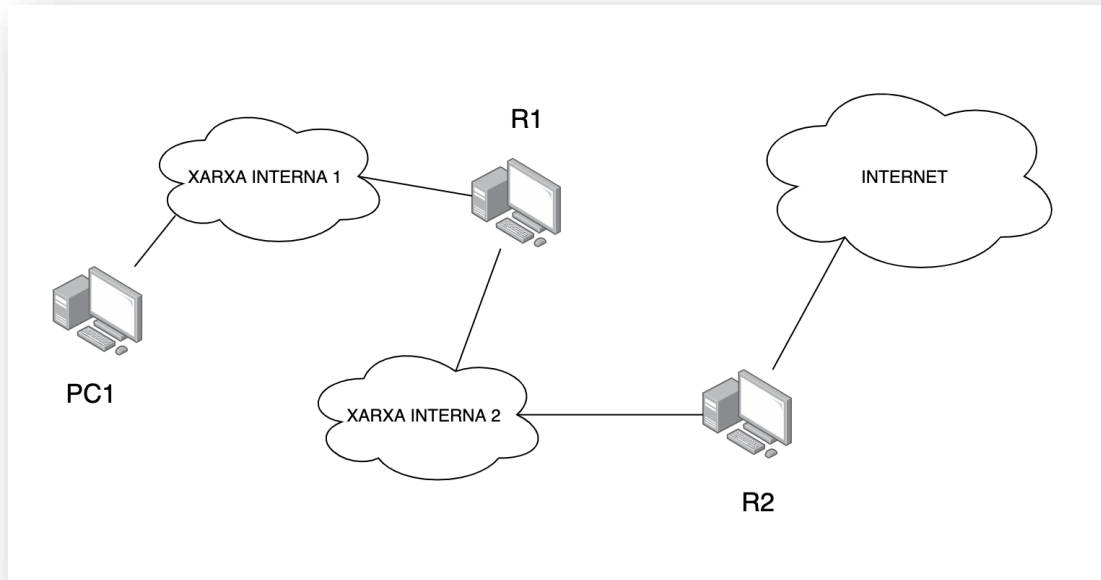 R1
XARXA INTERNA 1
INTERNET
PC1
XARXA INTERNA 2
R2